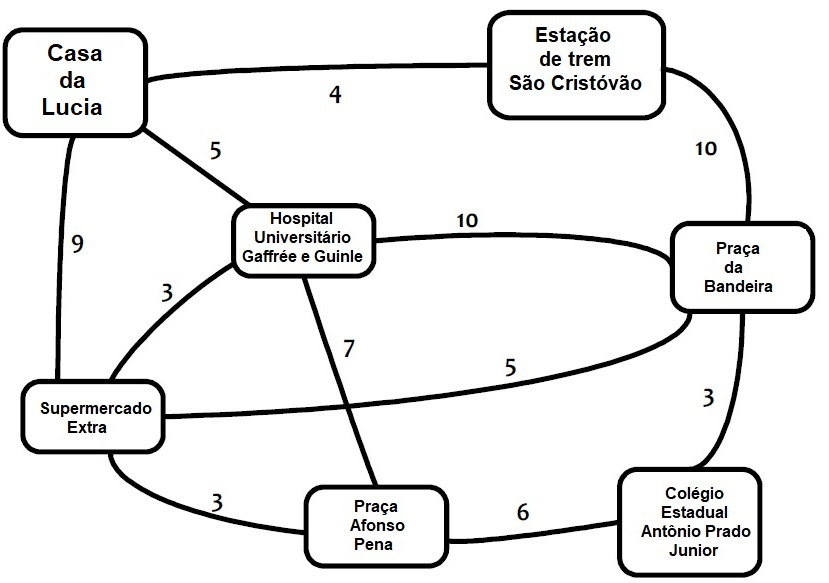 Casa
da
Lucia
Estação
de trem
São Cristóvão
4
5
10
9
Hospital
Universitário
Gaffrée e Guinle
10
Praça
da
Bandeira
3
7
5
Supermercado
Extra
3
3
Praça
Afonso
Pena
6
Colégio
Estadual
Antônio Prado
Junior